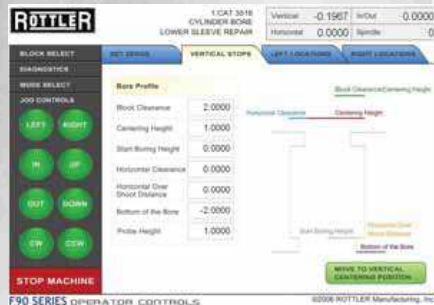 ROTTLER
1:CAT 3516
CYLINDER BORE
LOWER SLEEVE REPAIR
Vertical -0.1967 In/Out 0.0000
Horizontal 0.0000 Spindle 0
BLOCK SELECT
DIAGNOSTICS
MODE SELECT
JOG CONTROLS
LEFT RIGHT
IN UP
OUT DOWN
CW CCW
STOP MACHINE
SET ZEROS VERTICAL STOPS LEFT LOCATIONS RIGHT LOCATIONS
Bore Profile
Block Clearance 2.0000
Centering Height 1.0000
Start Boring Height 0.0000
Horizontal Clearance 0.0000
Horizontal Over
Shoot Distance 0.0000
Bottom of the Bore -2.0000
Probe Height 1.0000
Block Clearance/Centering Height
Horizontal Clearance Centering Height
Start Boring Height
Horizontal Over
Shoot Distance
Bottom of the Bore
MOVE TO VERTICAL
CENTERING POSITION
F90 SERIES OPERATOR CONTROLS
©2006 ROTTLER Manufacturing, Inc